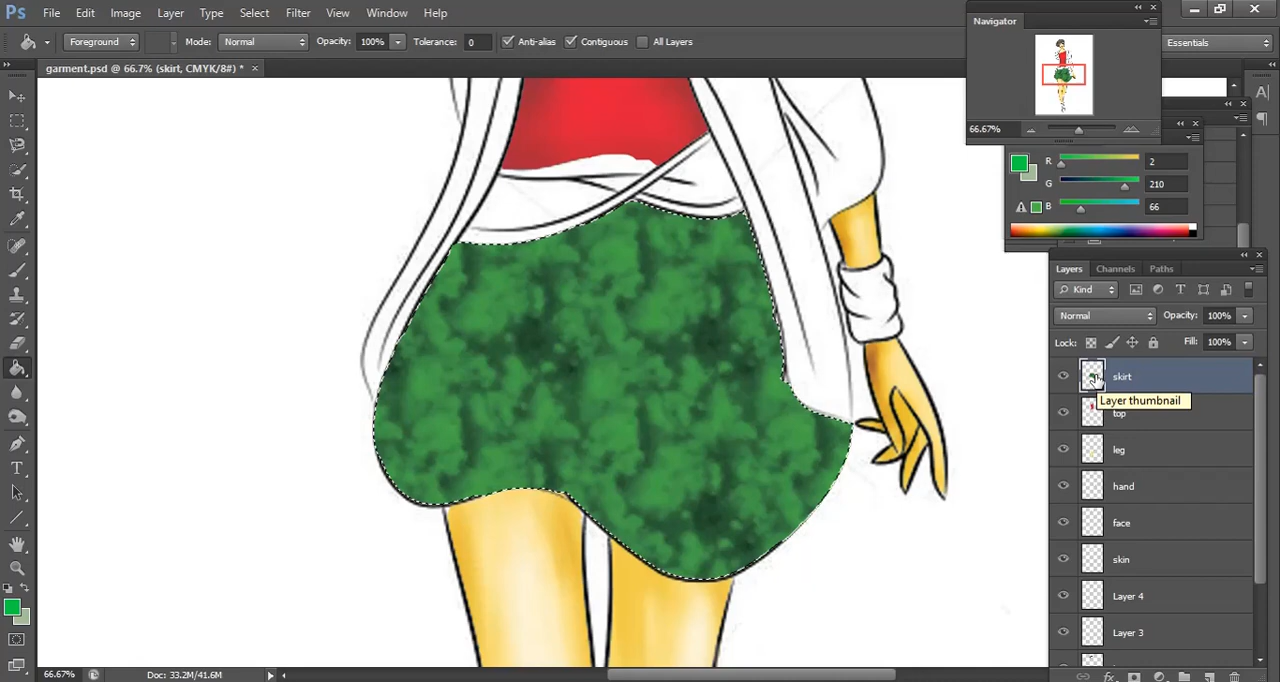 Ps File Edit Image Layer Type Select Filter View Window Help
Navigator
Foreground Mode: Normal Opacity: 100% Tolerance: 0 Anti-alias Contiguous All Layers
Essentials
garment.psd @ 66.7% (skirt, CMYK/8#) * ×
66.67%
R 2
G 210
B 66
Layers Channels Paths
Kind
Normal Opacity: 100%
Lock: Fill: 100%
skirt
Layer thumbnail
top
leg
hand
face
skin
Layer 4
Layer 3
66.67% Doc: 33.2M/41.6M